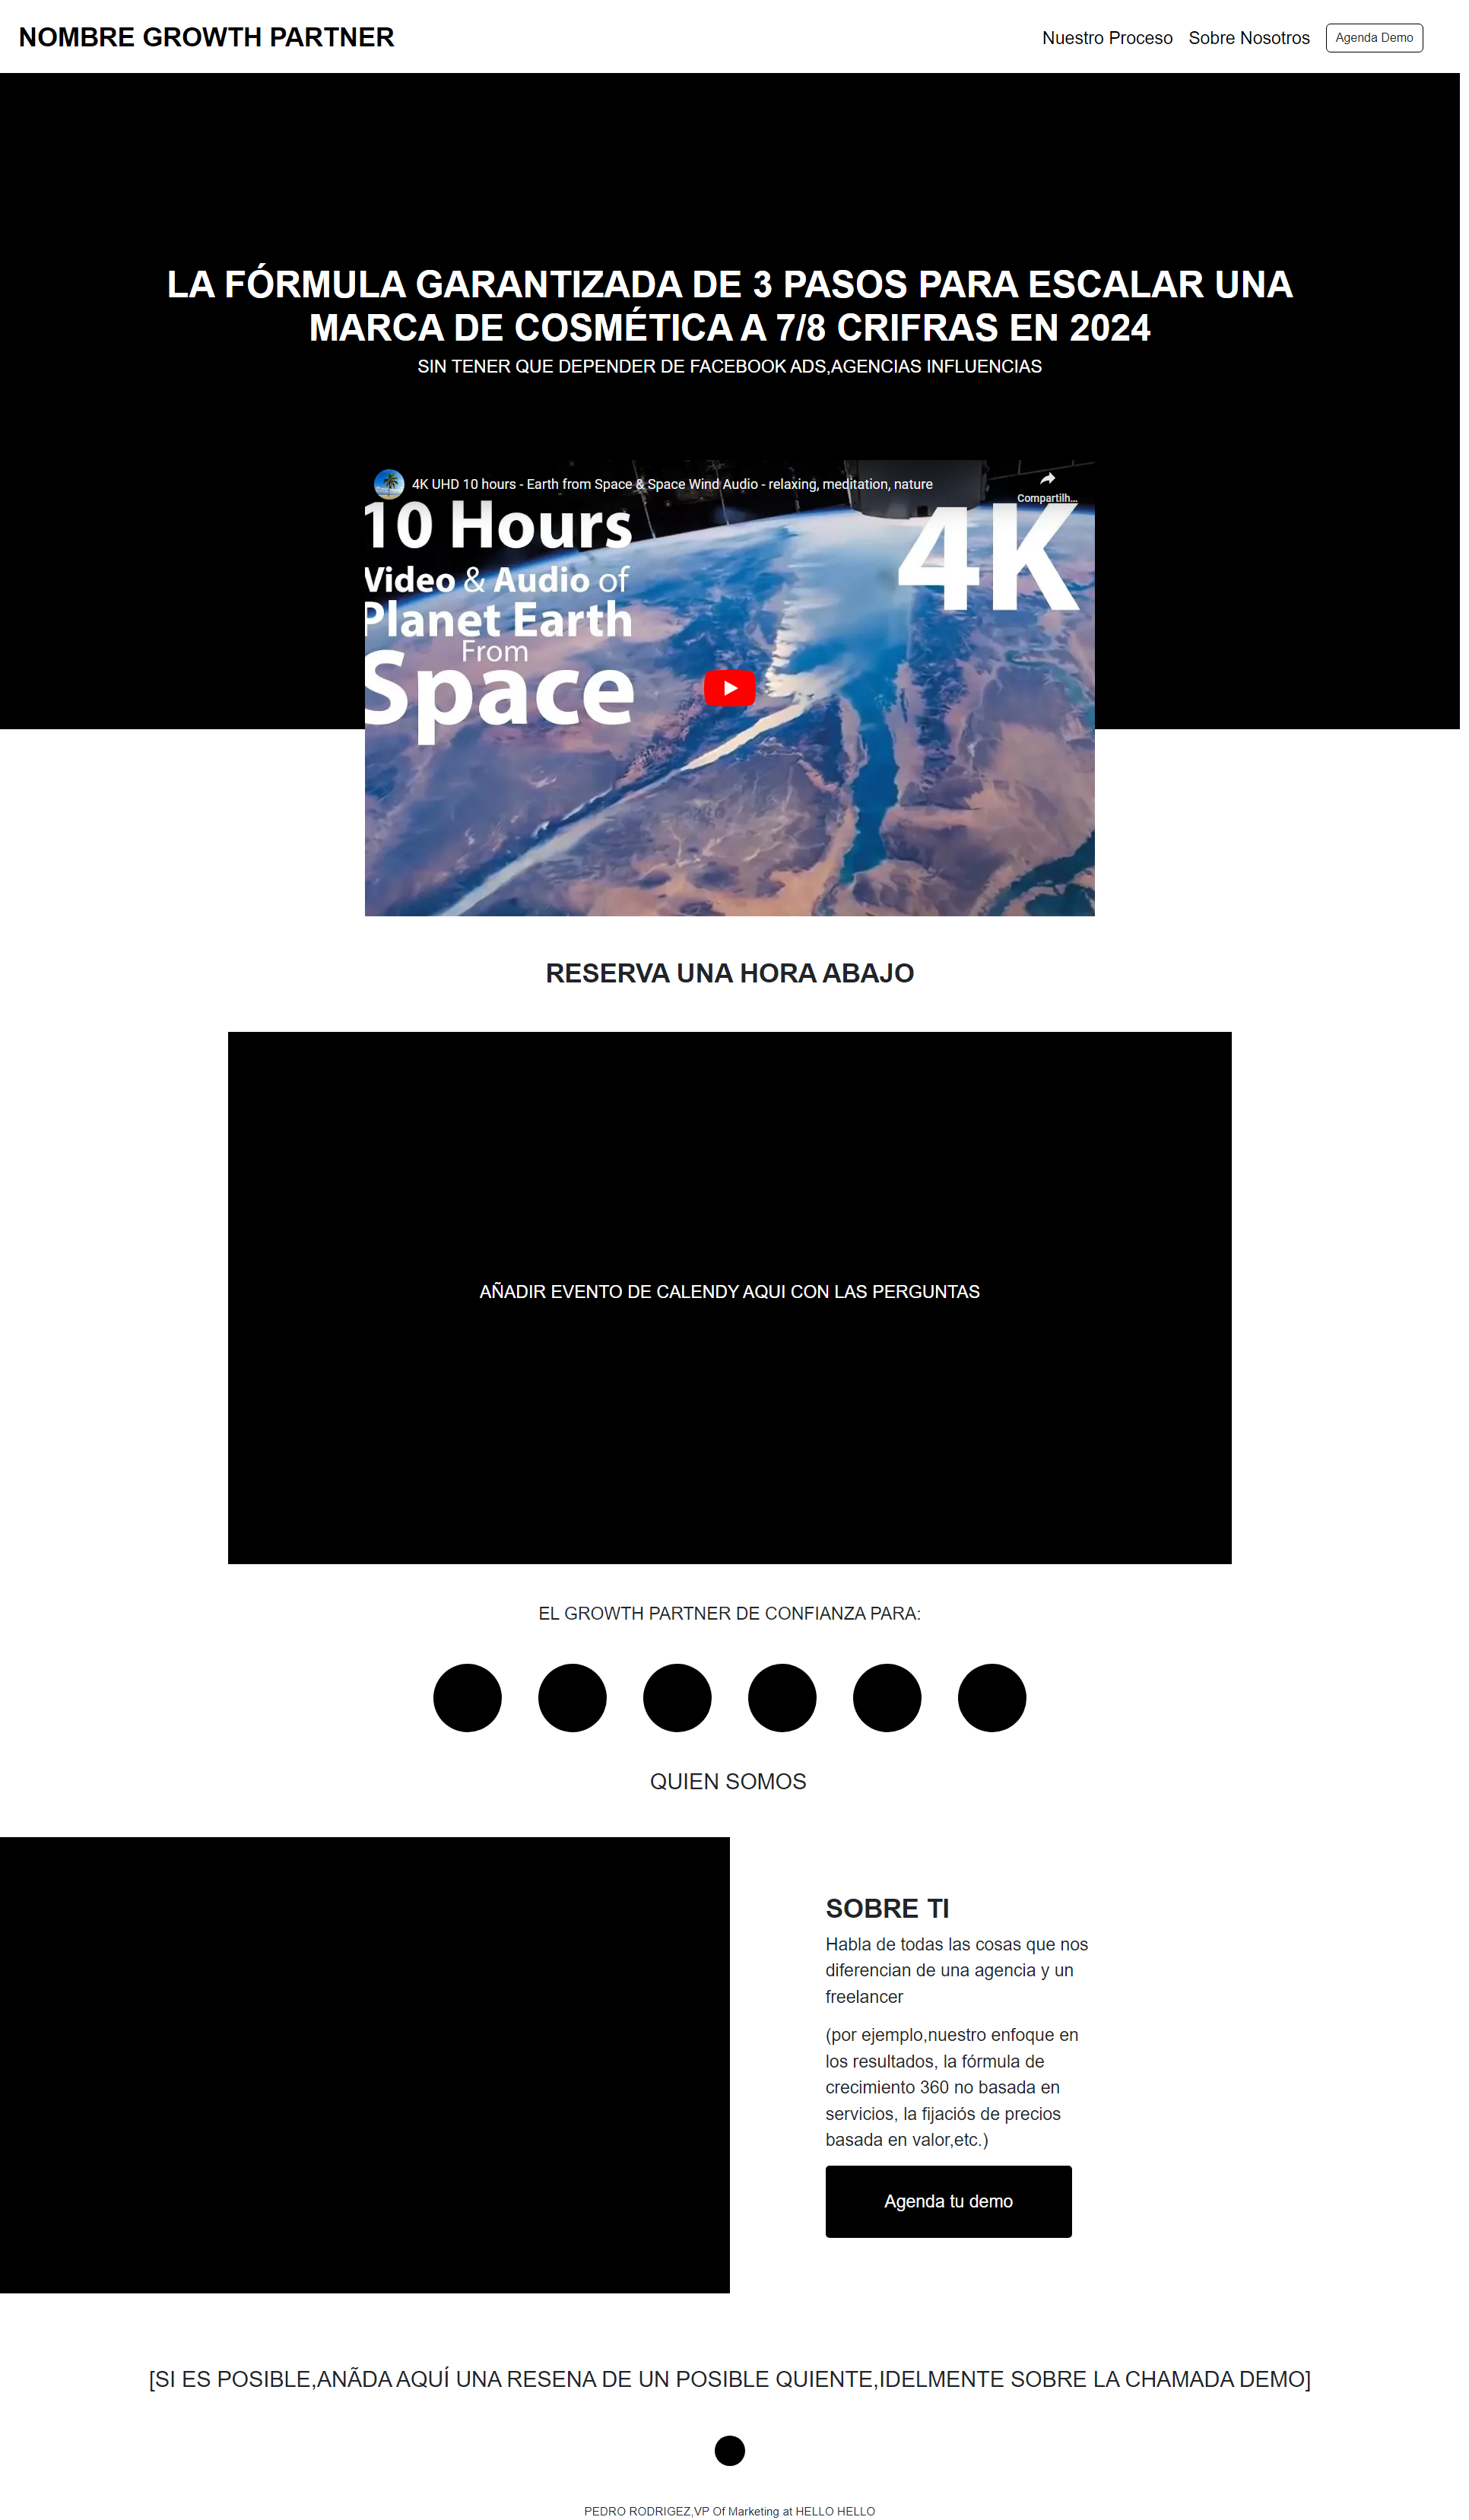 NOMBRE GROWTH PARTNER
Nuestro Proceso Sobre Nosotros Agenda Demo
LA FÓRMULA GARANTIZADA DE 3 PASOS PARA ESCALAR UNA
MARCA DE COSMÉTICA A 7/8 CRIFRAS EN 2024
SIN TENER QUE DEPENDER DE FACEBOOK ADS,AGENCIAS INFLUENCIAS
4K UHD 10 hours - Earth from Space & Space Wind Audio - relaxing, meditation, nature
Compartilh...
10 Hours
Video & Audio of
Planet Earth
From
Space
4K
RESERVA UNA HORA ABAJO
AÑADIR EVENTO DE CALENDY AQUI CON LAS PERGUNTAS
EL GROWTH PARTNER DE CONFIANZA PARA:
QUIEN SOMOS
SOBRE TI
Habla de todas las cosas que nos
diferencian de una agencia y un
freelancer
(por ejemplo,nuestro enfoque en
los resultados, la fórmula de
crecimiento 360 no basada en
servicios, la fijaciós de precios
basada en valor,etc.)
Agenda tu demo
[SI ES POSIBLE,ANÃDA AQUÍ UNA RESENA DE UN POSIBLE QUIENTE,IDELMENTE SOBRE LA CHAMADA DEMO]
PEDRO RODRIGEZ,VP Of Marketing at HELLO HELLO